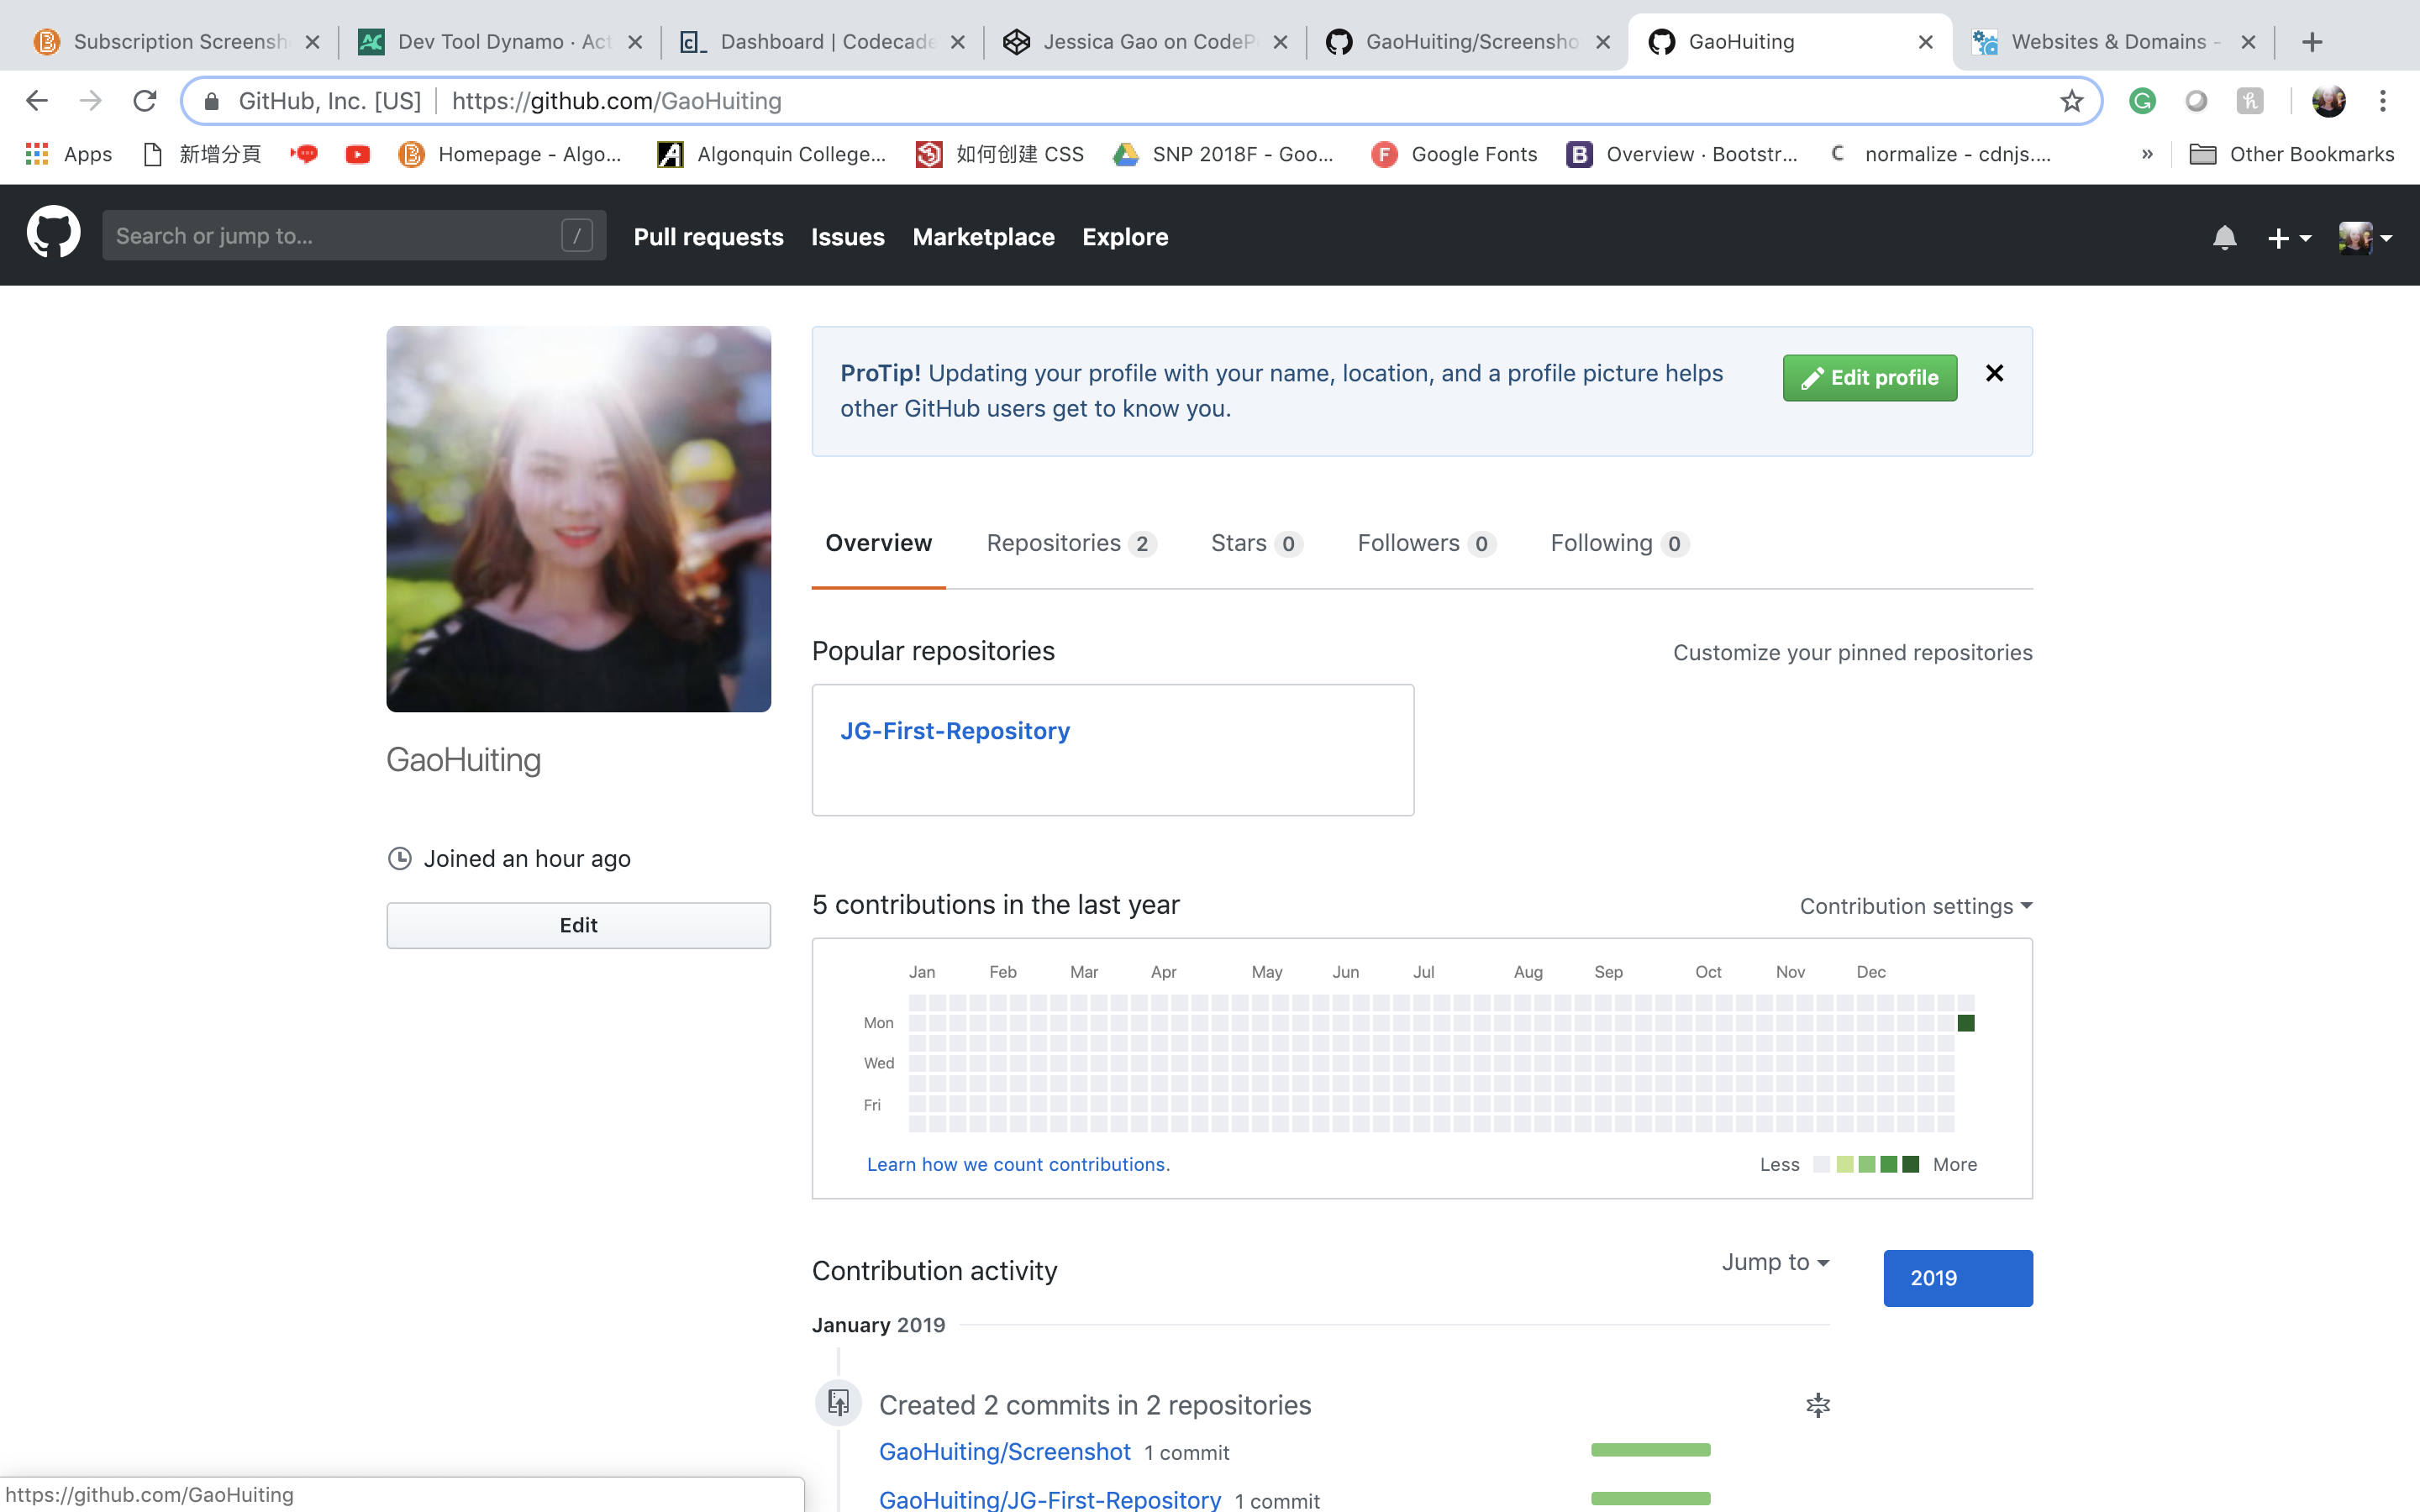 Subscription Screensh
Dev Tool Dynamo · Act
Dashboard | Codecade
Jessica Gao on CodeP
GaoHuiting/Screenshot
GaoHuiting
Websites & Domains -
GitHub, Inc. [US] https://github.com/GaoHuiting
Apps 新增分頁 Homepage - Algo... Algonquin College... 如何创建 CSS SNP 2018F - Goo... Google Fonts Overview · Bootstr... normalize - cdnjs.... » Other Bookmarks
Search or jump to... / Pull requests Issues Marketplace Explore
ProTip! Updating your profile with your name, location, and a profile picture helps
other GitHub users get to know you.
Edit profile
Overview Repositories 2 Stars 0 Followers 0 Following 0
Popular repositories Customize your pinned repositories
JG-First-Repository
GaoHuiting
Joined an hour ago
Edit
5 contributions in the last year Contribution settings
Jan Feb Mar Apr May Jun Jul Aug Sep Oct Nov Dec
Mon
Wed
Fri
Learn how we count contributions. Less More
Contribution activity Jump to 2019
January 2019
Created 2 commits in 2 repositories
GaoHuiting/Screenshot 1 commit
GaoHuiting/JG-First-Repository 1 commit
https://github.com/GaoHuiting